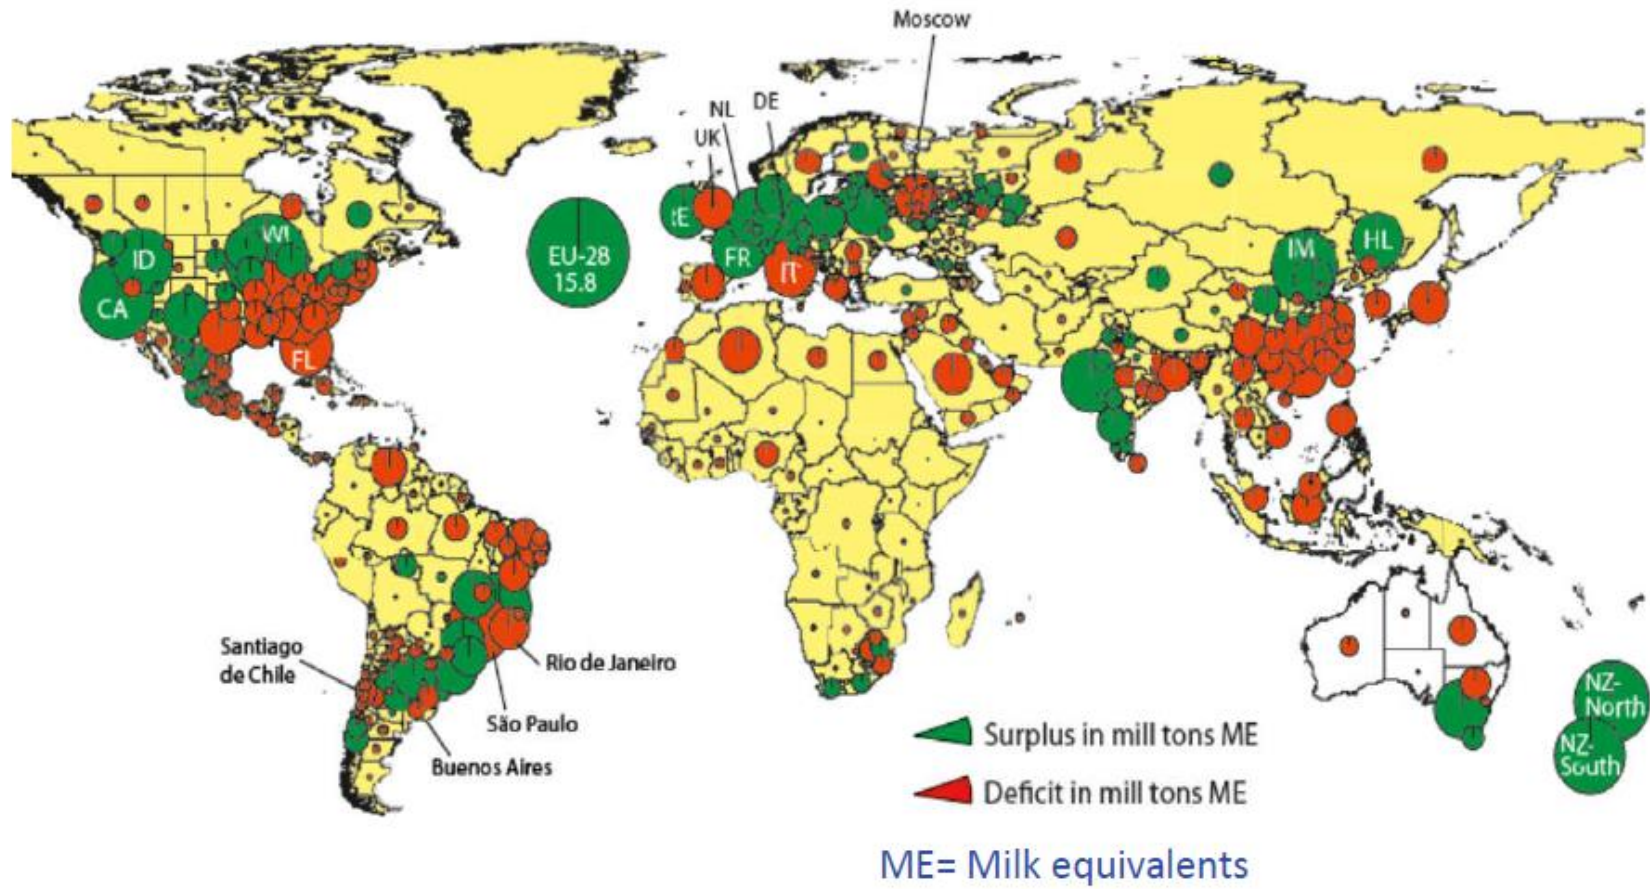 Moscow
NL
DE
UK
IE
WI
ID
CA
FL
EU-28
15.8
FR
IT
IM
HL
Santiago
de Chile
Rio de Janeiro
São Paulo
Buenos Aires
NZ-
North
NZ-
South
Surplus in mill tons ME
Deficit in mill tons ME
ME= Milk equivalents